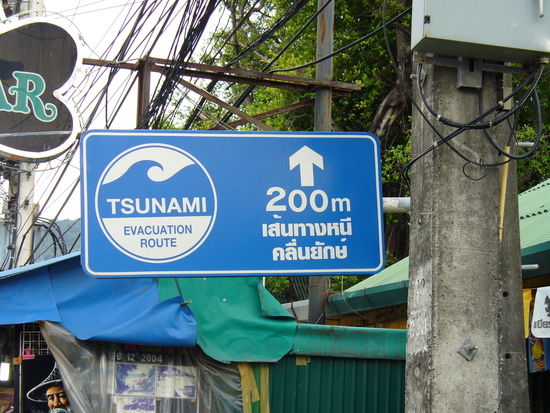 AR
TSUNAMI
EVACUATION
ROUTE
200m
เส้นทางหนี
คลื่นยักษ์
26 12 2004